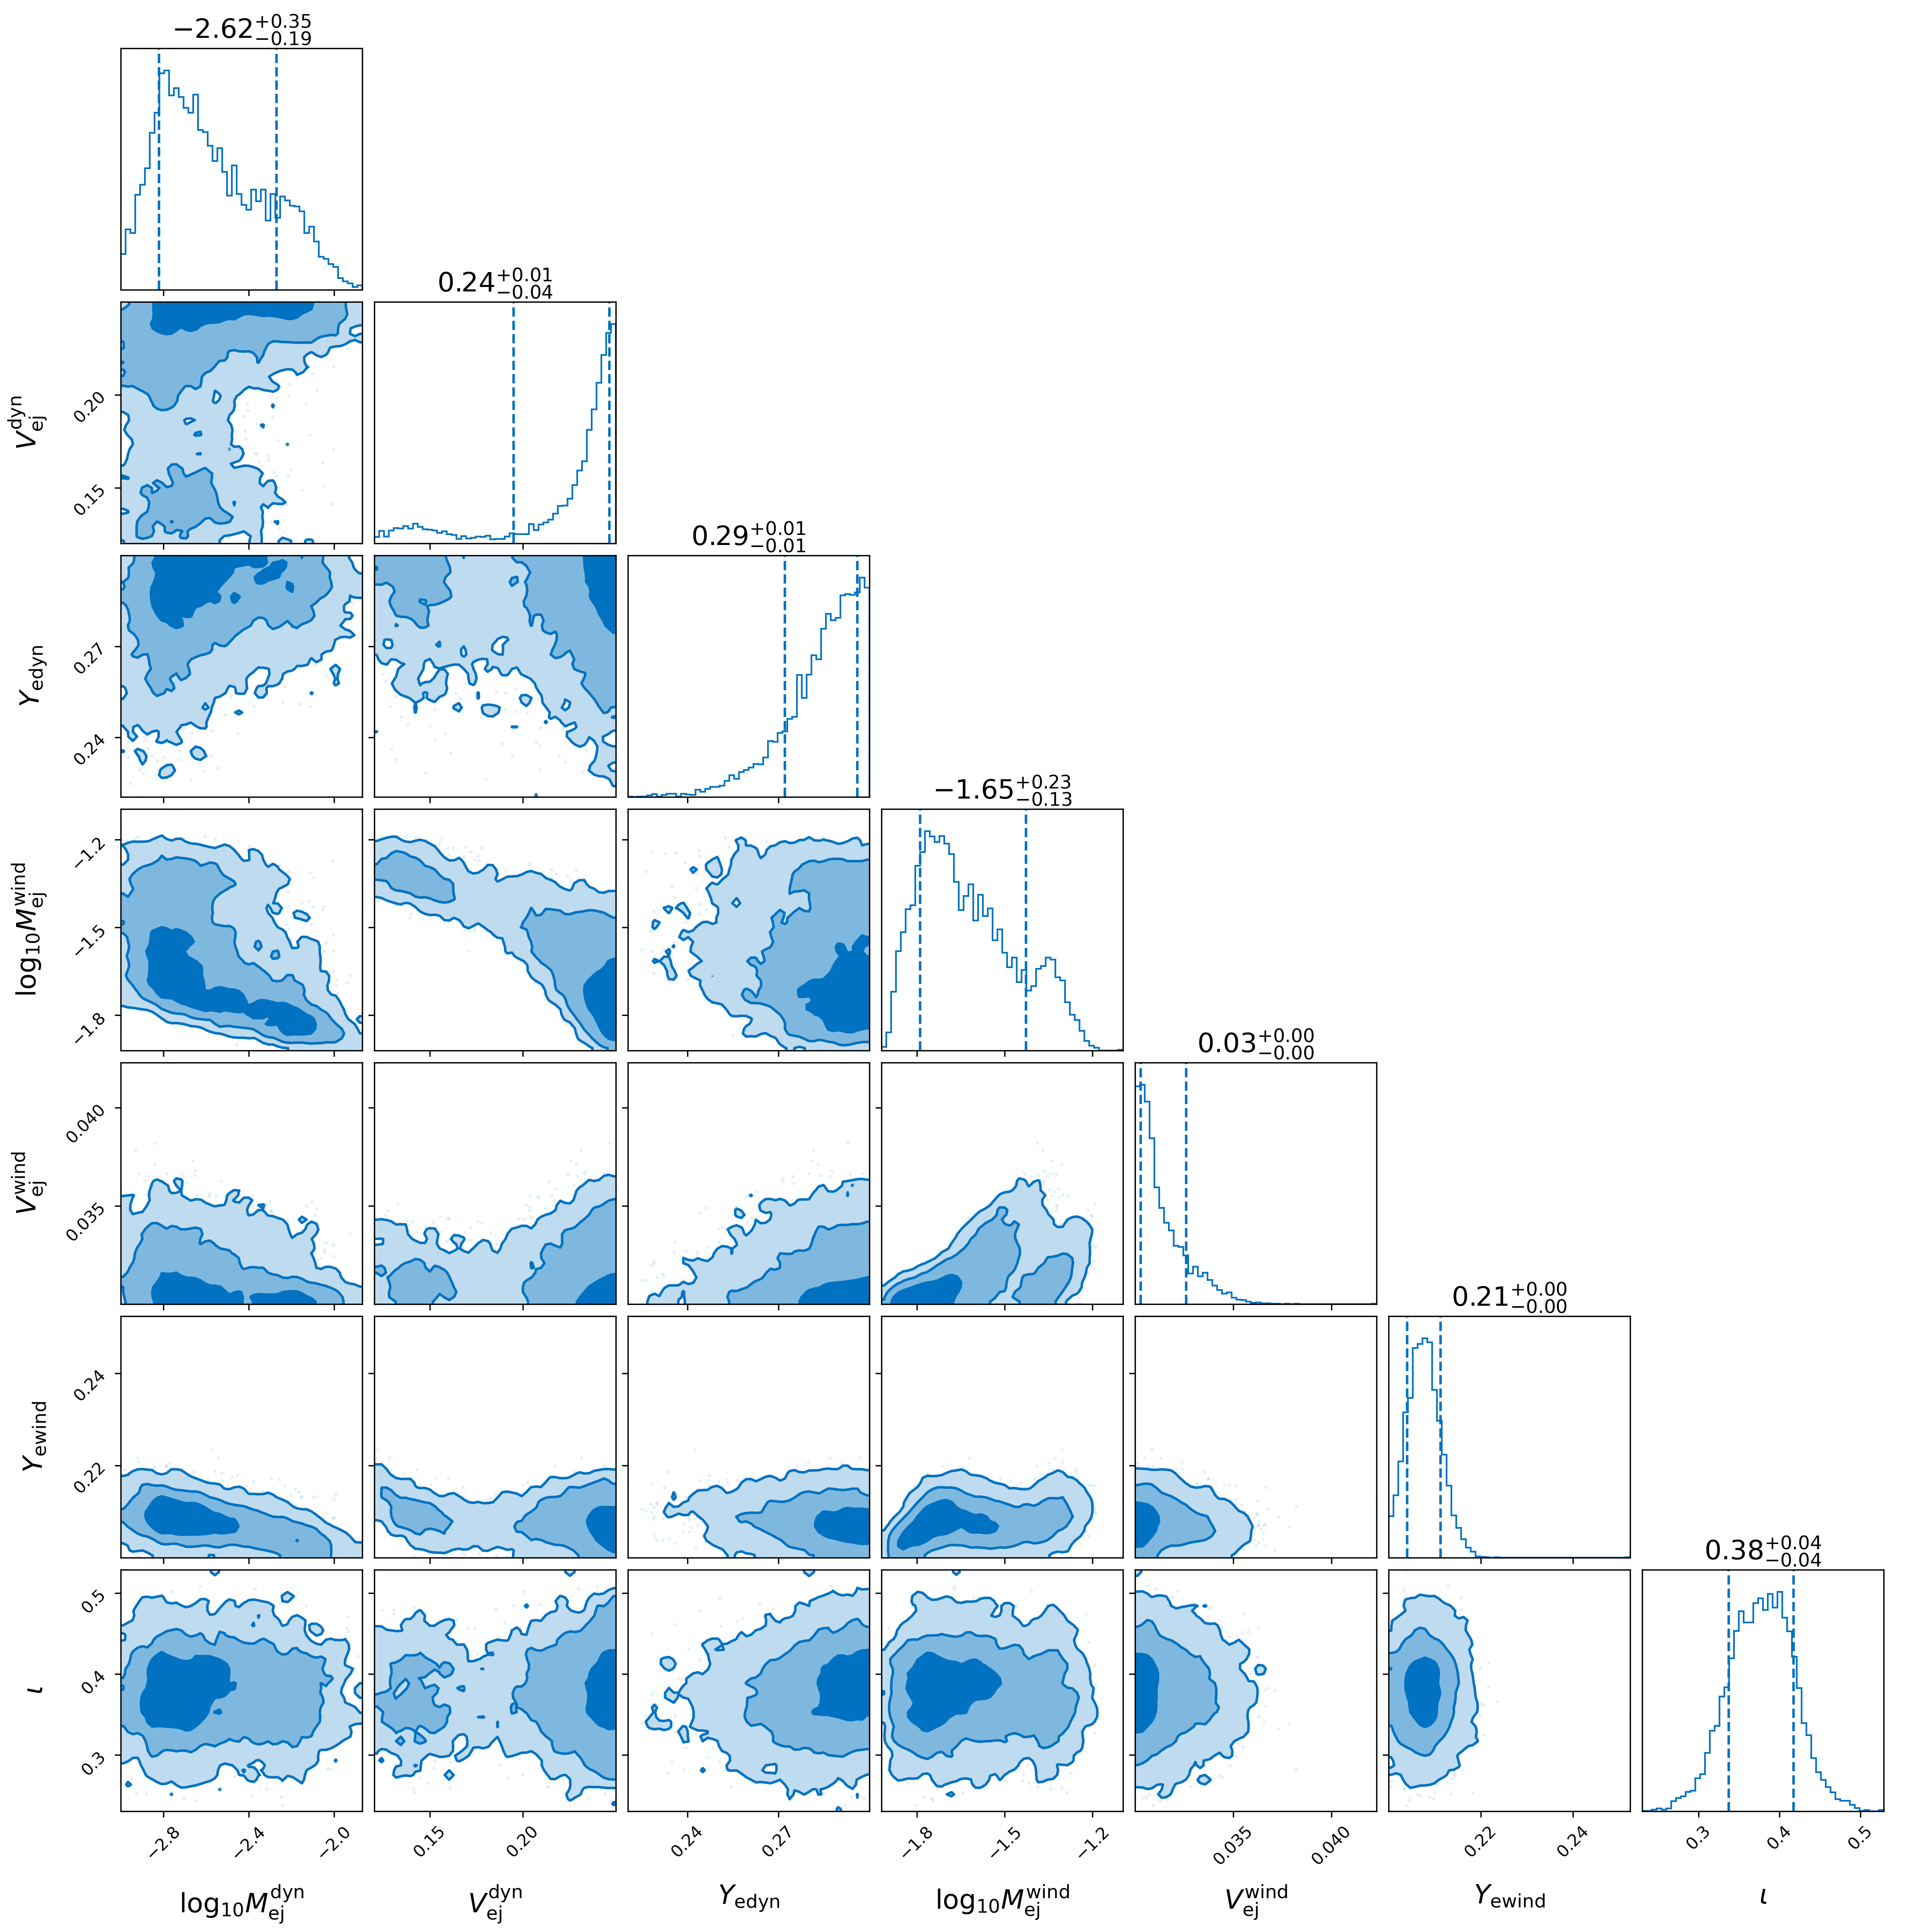 −2.62+0.35−0.19
0.24+0.01−0.04
V_ej^dyn
0.20
0.15
0.29+0.01−0.01
Y_edyn
0.27
0.24
−1.65+0.23−0.13
log10 M_ej^wind
−1.2
−1.5
−1.8
0.03+0.00−0.00
V_ej^wind
0.040
0.035
0.21+0.00−0.00
Y_ewind
0.24
0.22
0.38+0.04−0.04
ι
0.5
0.4
0.3
−2.8 −2.4 −2.0 0.15 0.20 0.24 0.27 −1.8 −1.5 −1.2 0.035 0.040 0.22 0.24 0.3 0.4 0.5
log10 M_ej^dyn V_ej^dyn Y_edyn log10 M_ej^wind V_ej^wind Y_ewind ι